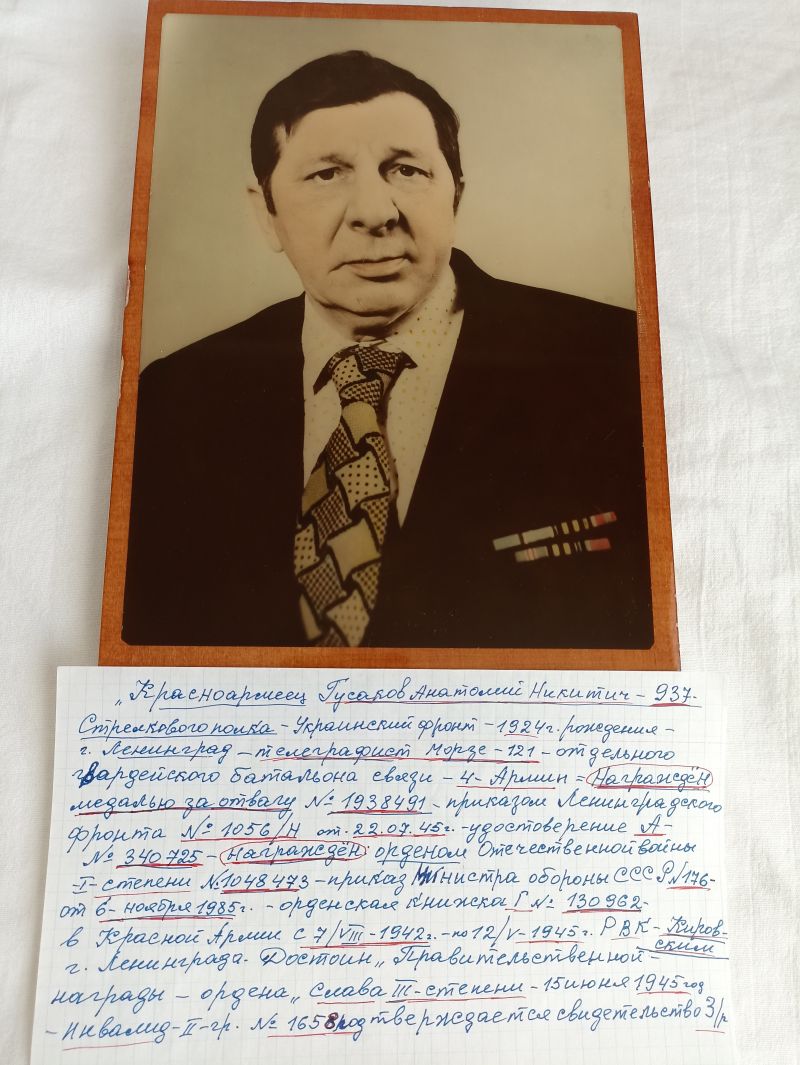 „Красноармеец Гусаков Анатолий Никитич - 937-
Стрелкового полка - Украинский фронт - 1924г. рождения -
г. Ленинград - телеграфист Морзе - 121 - отдельного
гвардейского батальона связи - 4 - Армии = Награждён
медалью за отвагу № 1938491 - приказом Ленинградского
фронта № 1056/Н от. 22.07.45г. - удостоверение А-
№ 340725 - Награждён орденом Отечественной войны
-I- степени № 1048473 - приказ Министра обороны СССР №176-
от 6 - ноября 1985г. - орденская книжка Г № 130962-
в Красной Армии с 7/VIII-1942г. - по 12/V-1945г. РВК - Киров-
ским
г. Ленинграда. Достоин „Правительственной -
награды - ордена „Слава III - степени - 15 июня 1945 год
- Инвалид - II - гр. № 1658 подтверждается свидетельство З/р